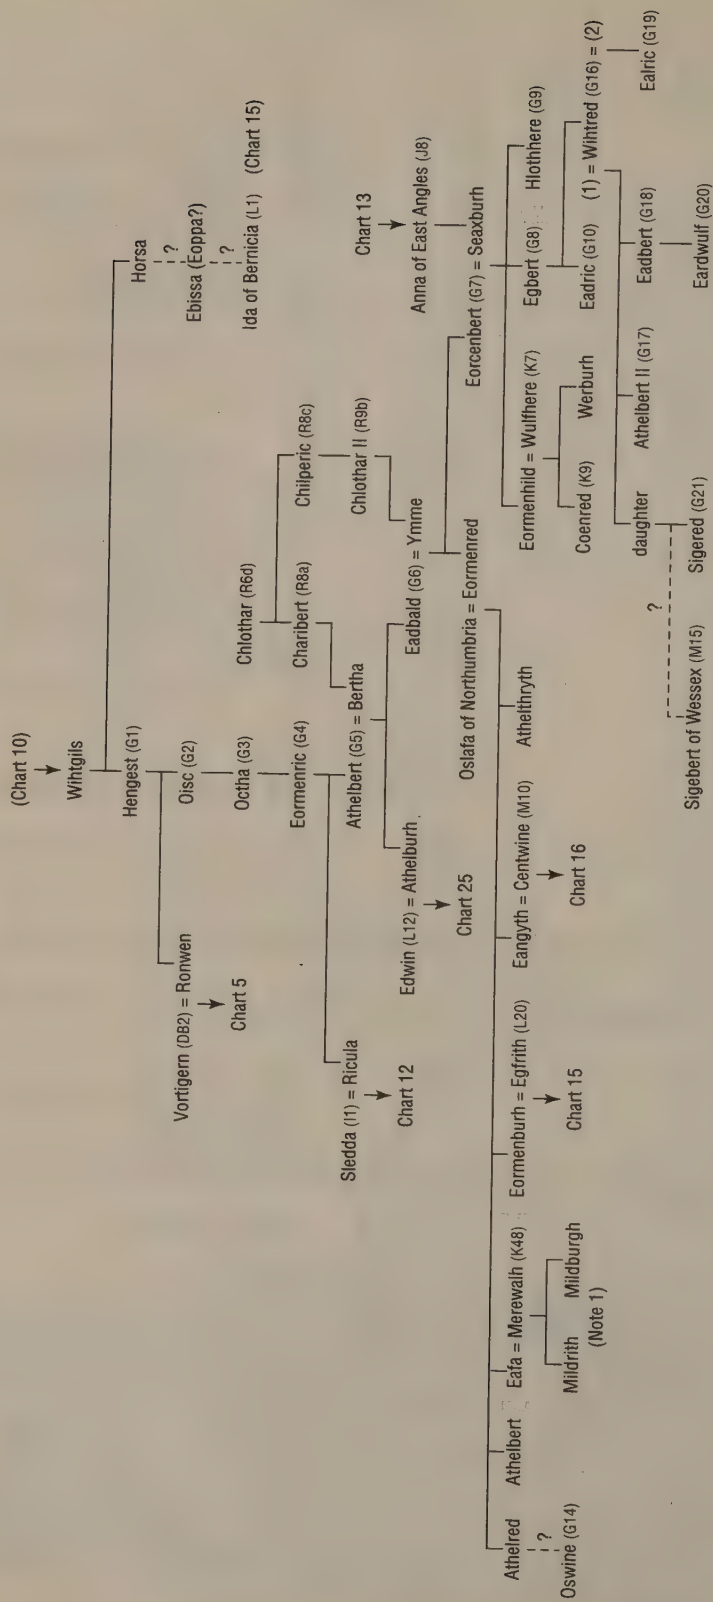 (Chart 10)
Wihtgils
Horsa
?
Ebissa (Eoppa?)
?
Ida of Bernicia (L1) (Chart 15)
Hengest (G1)
Vortigern (DB2) = Ronwen
Chart 5
Oisc (G2)
Octha (G3)
Eormenric (G4)
Chlothar (R6d)
Charibert (R8a) Chilperic (R8c)
Chlothar II (R9b)
Sledda (I1) = Ricula
Chart 12
Athelbert (G5) = Bertha
Edwin (L12) = Athelburh
Chart 25
Eadbald (G6) = Ymme
Chart 13
Anna of East Angles (J8)
Oslafa of Northumbria = Eormenred
Eorcenbert (G7) = Seaxburh
Athelred Athelbert Eafa = Merewalh (K48) Eormenburh = Egfrith (L20) Eangyth = Centwine (M10) Athelthryth
?
Oswine (G14)
Mildrith Mildburgh
(Note 1)
Chart 15
Chart 16
Eormenhild = Wulfhere (K7) Egbert (G8) Hlothhere (G9)
Coenred (K9) Werburh
Eadric (G10) (1) = Wihtred (G16) = (2)
Ealric (G19)
daughter Athelbert II (G17) Eadbert (G18)
?
Sigebert of Wessex (M15) Sigered (G21) Eardwulf (G20)